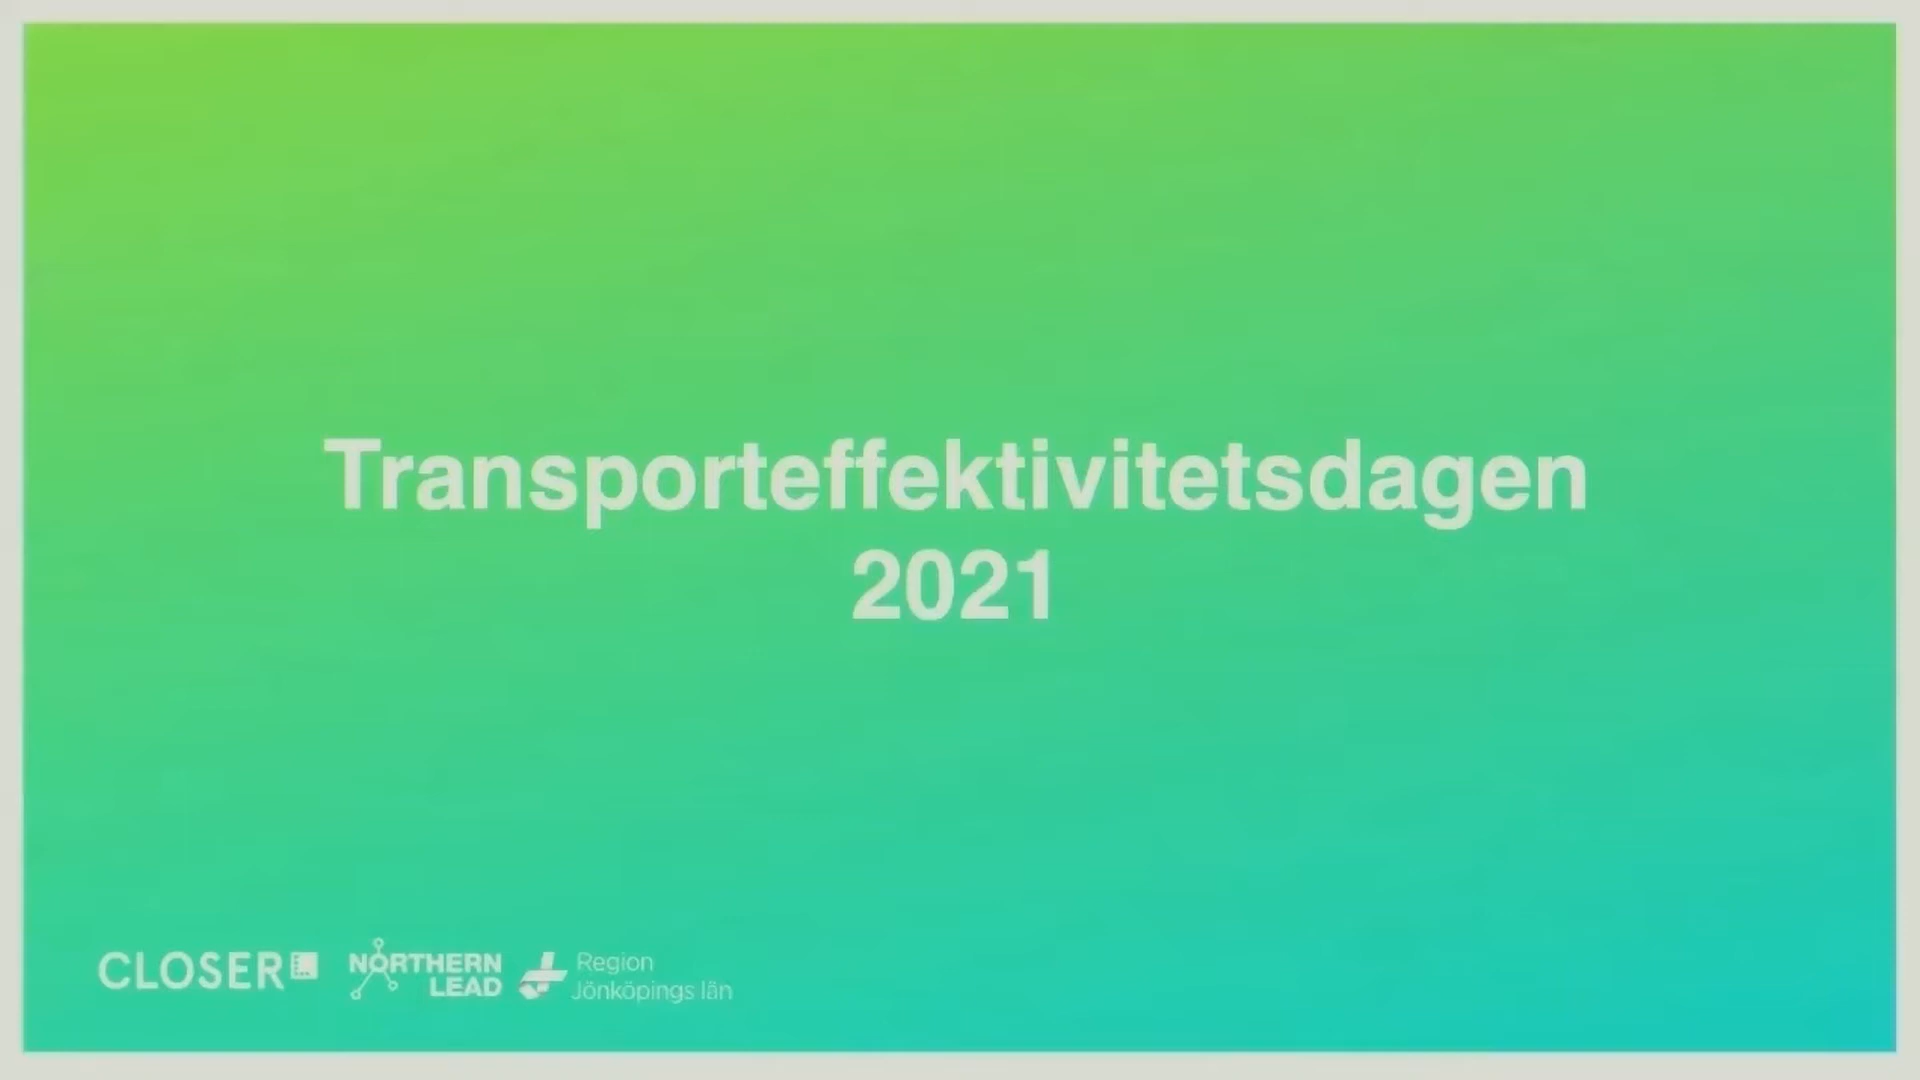 Transporteffektivitetsdagen
2021
CLOSER
NORTHERN
LEAD
Region
Jönköpings län